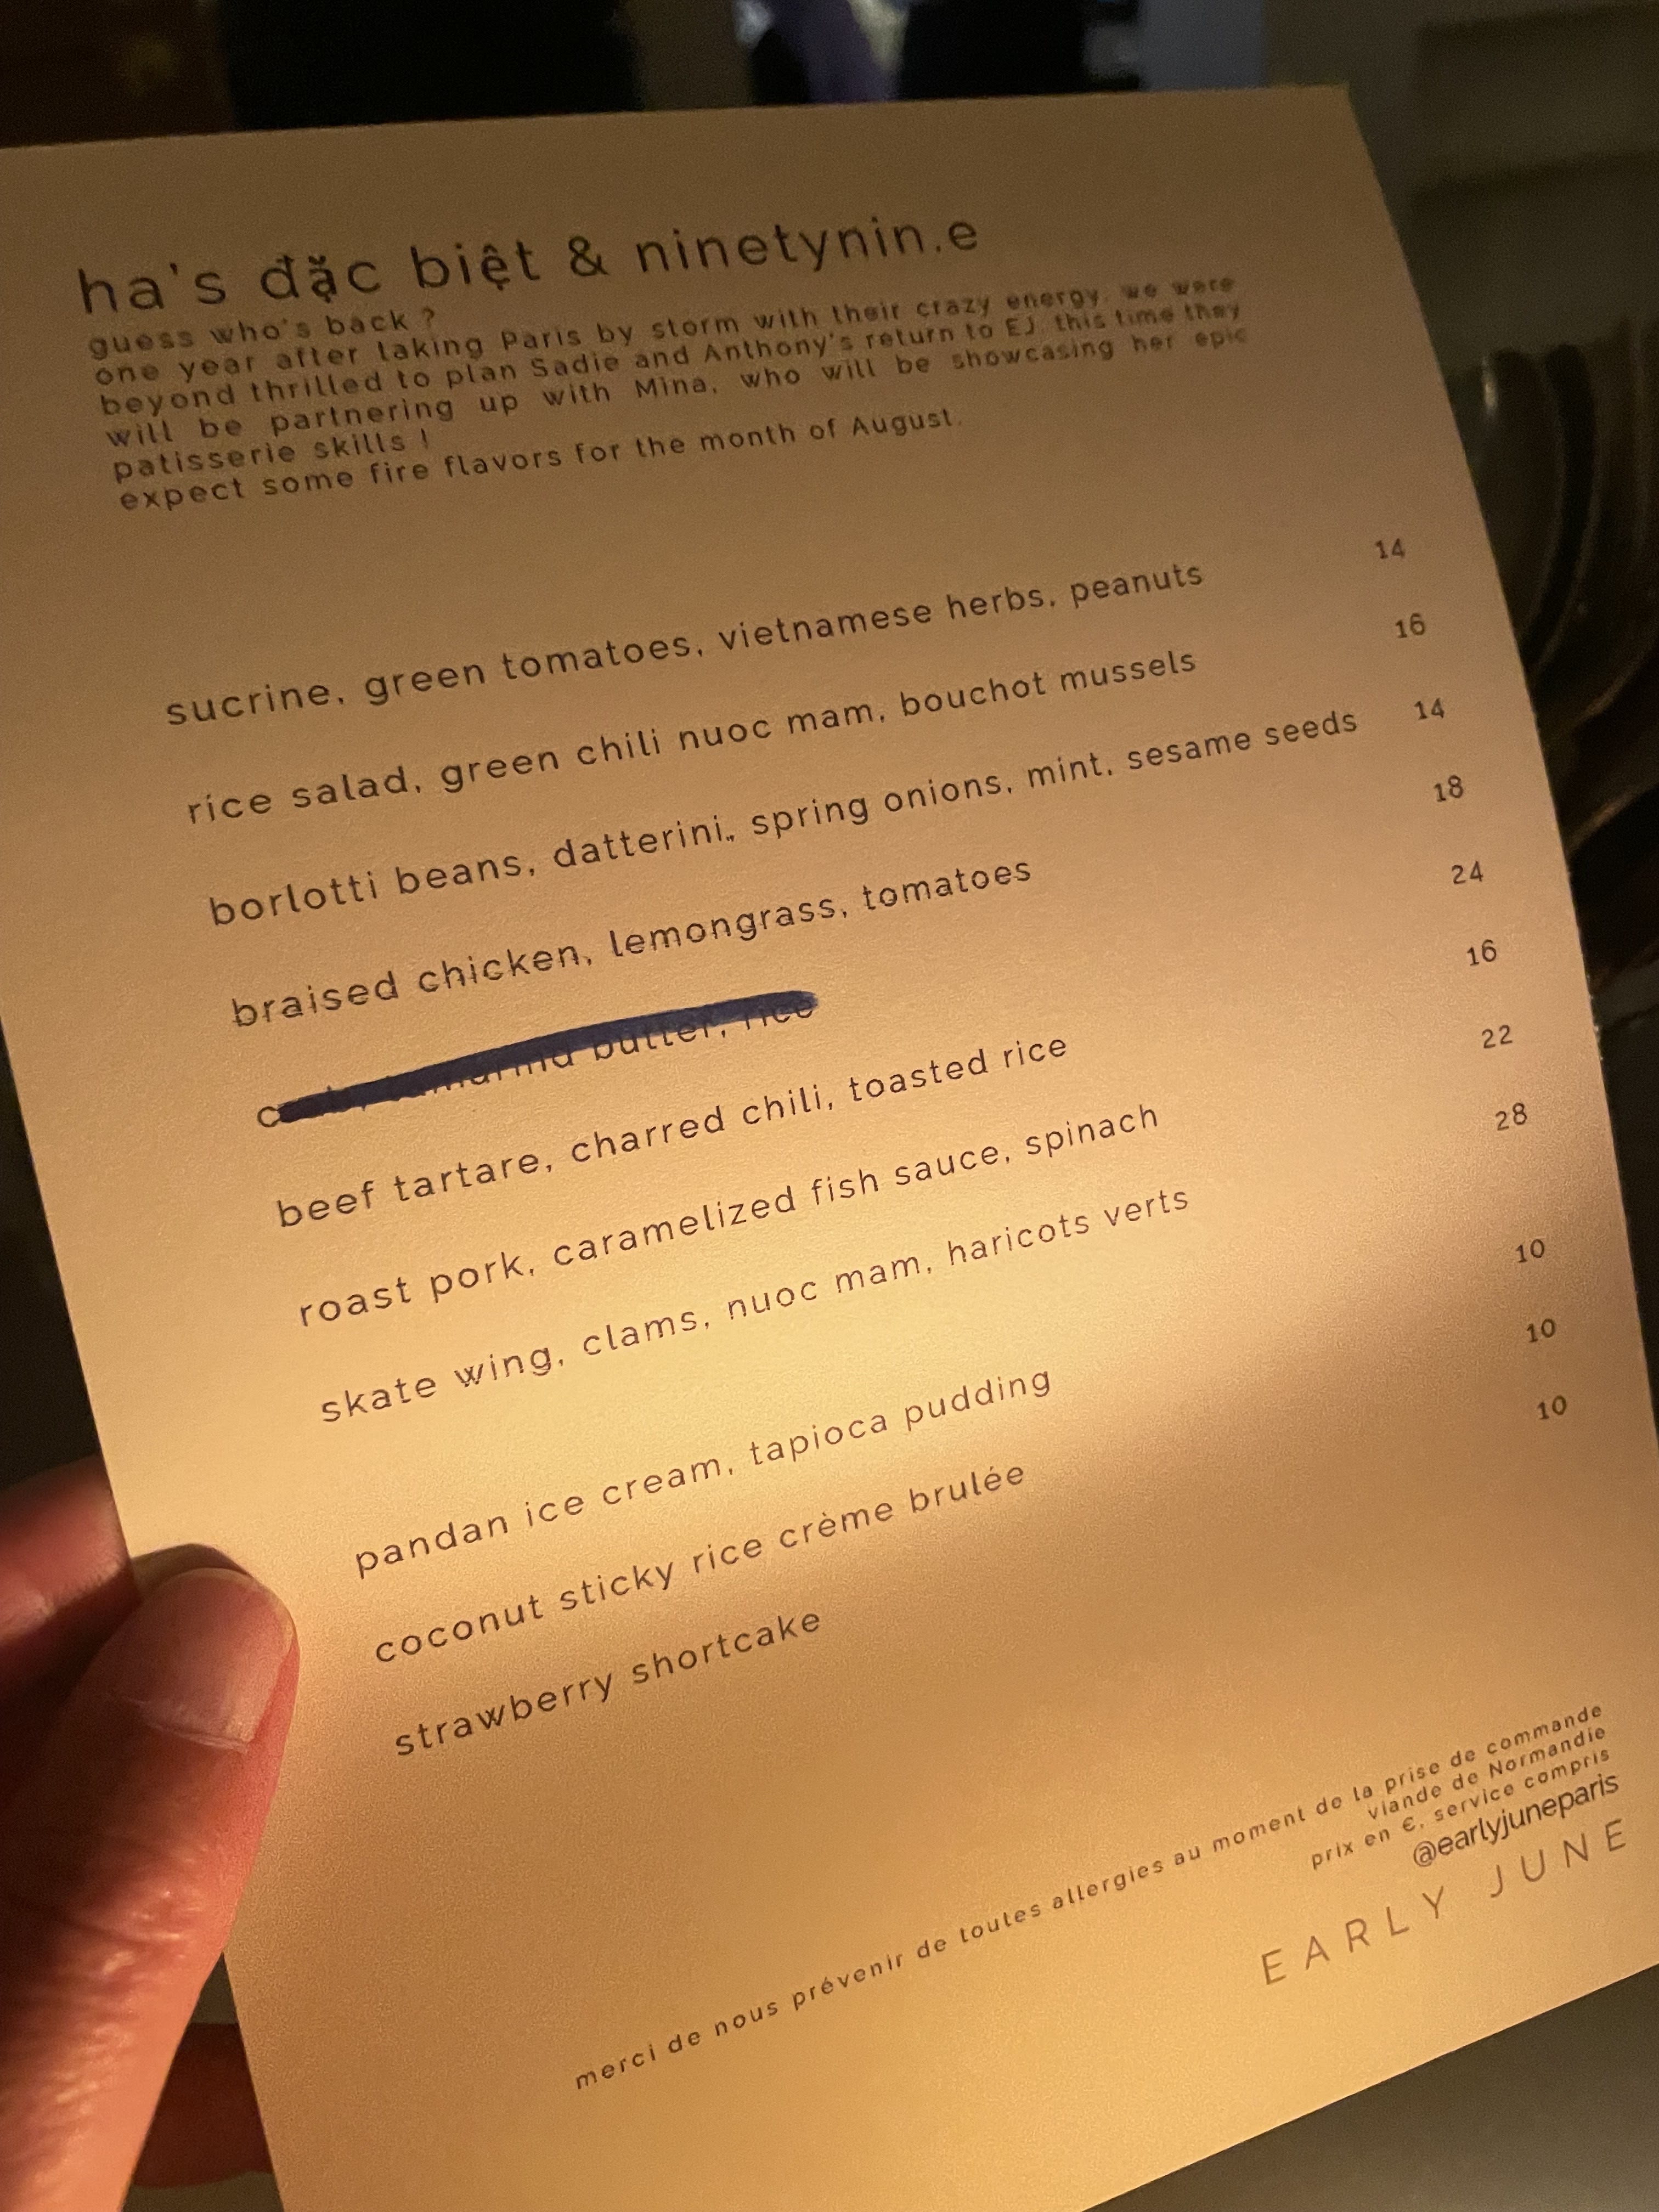 ha's đặc biệt & ninetynin.e
guess who's back ?
one year after taking Paris by storm with their crazy energy, we were
beyond thrilled to plan Sadie and Anthony's return to EJ. this time they
will be partnering up with Mina, who will be showcasing her epic
patisserie skills !
expect some fire flavors for the month of August.
sucrine, green tomatoes, vietnamese herbs, peanuts 14
rice salad, green chili nuoc mam, bouchot mussels 16
borlotti beans, datterini,, spring onions, mint, sesame seeds 14
braised chicken, lemongrass, tomatoes 18
butter, rice 24
beef tartare, charred chili, toasted rice 16
roast pork, caramelized fish sauce, spinach 22
skate wing, clams, nuoc mam, haricots verts 28
pandan ice cream, tapioca pudding 10
coconut sticky rice crème brulée 10
strawberry shortcake 10
merci de nous prévenir de toutes allergies au moment de la prise de commande
viande de Normandie
prix en €, service compris
@earlyjuneparis
EARLY JUNE